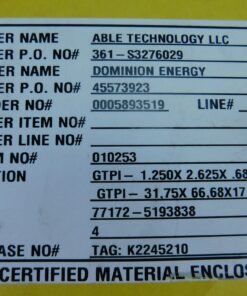 ER NAME ABLE TECHNOLOGY LLC
ER P.O. NO# 361-S3276029
ER NAME DOMINION ENERGY
ER P.O. NO# 45573923
DER NO# 0005893519 LINE#
ER ITEM NO#
ER LINE NO#
M NO# 010253
TION GTPI - 1.250X 2.625X .68
GTPI - 31.75X 66.68X17
77172-5193838
4
ASE NO# TAG: K2245210
CERTIFIED MATERIAL ENCLOS